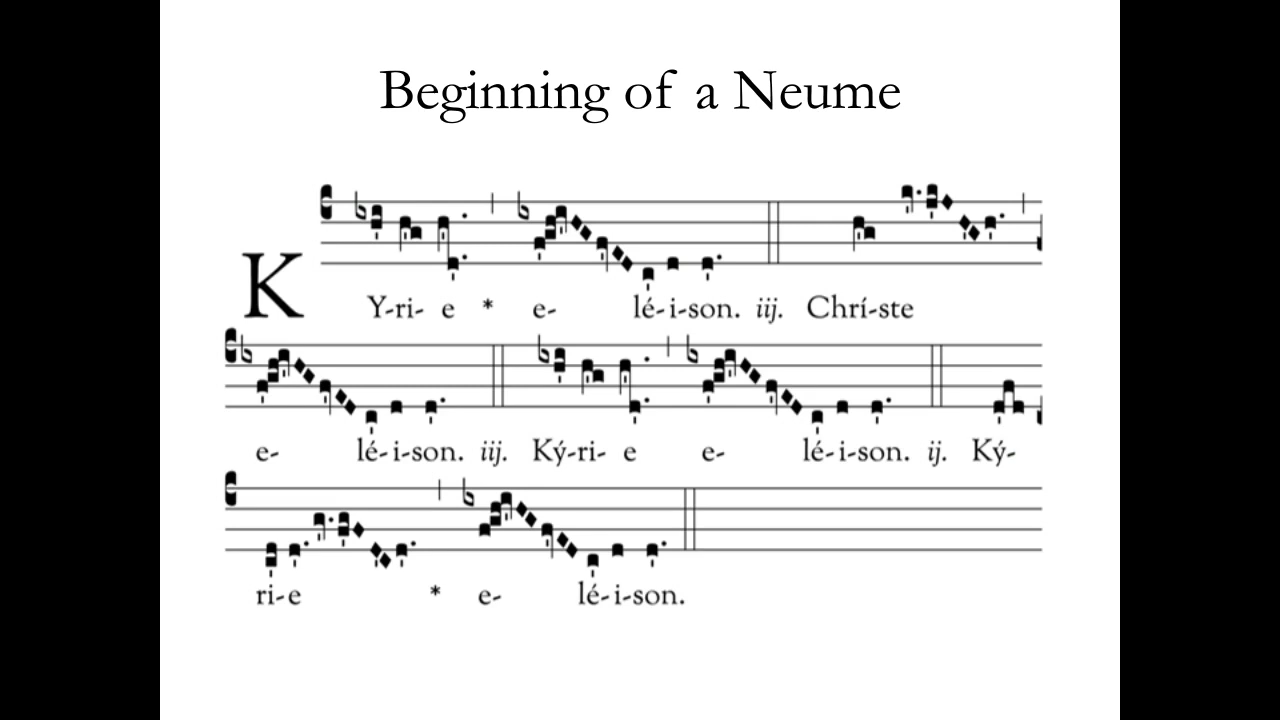 Beginning of a Neume
KY-ri- e * e- lé-i-son. iij. Chrí-ste
e- lé-i-son. iij. Ký-ri- e e- lé-i-son. ij. Ký-
ri-e * e- lé-i-son.